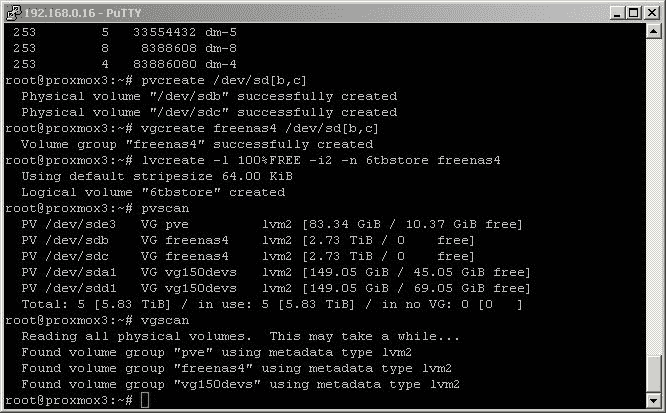 192.168.0.16 - PuTTY
253 5 33554432 dm-5
253 8 8388608 dm-8
253 4 83886080 dm-4
root@proxmox3:~# pvcreate /dev/sd[b,c]
Physical volume "/dev/sdb" successfully created
Physical volume "/dev/sdc" successfully created
root@proxmox3:~# vgcreate freenas4 /dev/sd[b,c]
Volume group "freenas4" successfully created
root@proxmox3:~# lvcreate -l 100%FREE -i2 -n 6tbstore freenas4
Using default stripesize 64.00 KiB
Logical volume "6tbstore" created
root@proxmox3:~# pvscan
PV /dev/sde3 VG pve lvm2 [83.34 GiB / 10.37 GiB free]
PV /dev/sdb VG freenas4 lvm2 [2.73 TiB / 0 free]
PV /dev/sdc VG freenas4 lvm2 [2.73 TiB / 0 free]
PV /dev/sda1 VG vg150devs lvm2 [149.05 GiB / 45.05 GiB free]
PV /dev/sdd1 VG vg150devs lvm2 [149.05 GiB / 69.05 GiB free]
Total: 5 [5.83 TiB] / in use: 5 [5.83 TiB] / in no VG: 0 [0 ]
root@proxmox3:~# vgscan
Reading all physical volumes. This may take a while...
Found volume group "pve" using metadata type lvm2
Found volume group "freenas4" using metadata type lvm2
Found volume group "vg150devs" using metadata type lvm2
root@proxmox3:~#